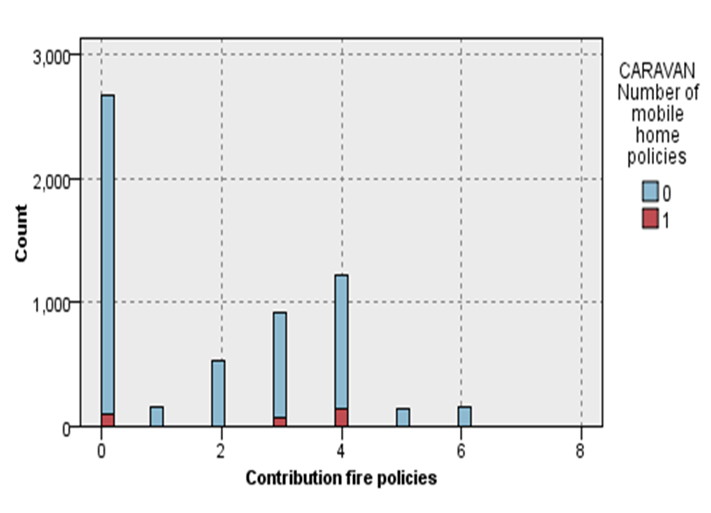 3,000
2,000
1,000
0
Count
0 2 4 6 8
Contribution fire policies
CARAVAN
Number of
mobile
home
policies
0
1